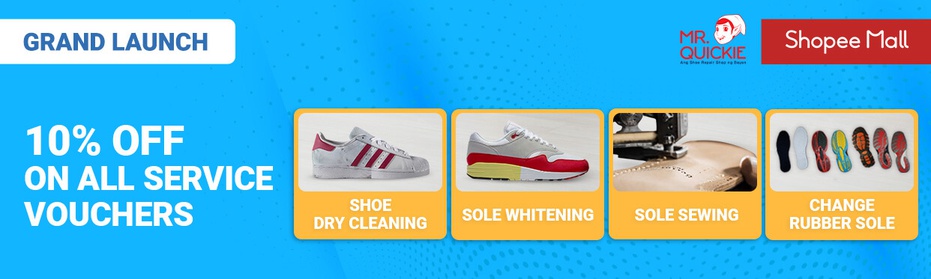 GRAND LAUNCH
MR.
QUICKIE
Ang Shoe Repair Shop ng Bayan
Shopee Mall
10% OFF
ON ALL SERVICE
VOUCHERS
SHOE
DRY CLEANING
SOLE WHITENING
SOLE SEWING
CHANGE
RUBBER SOLE